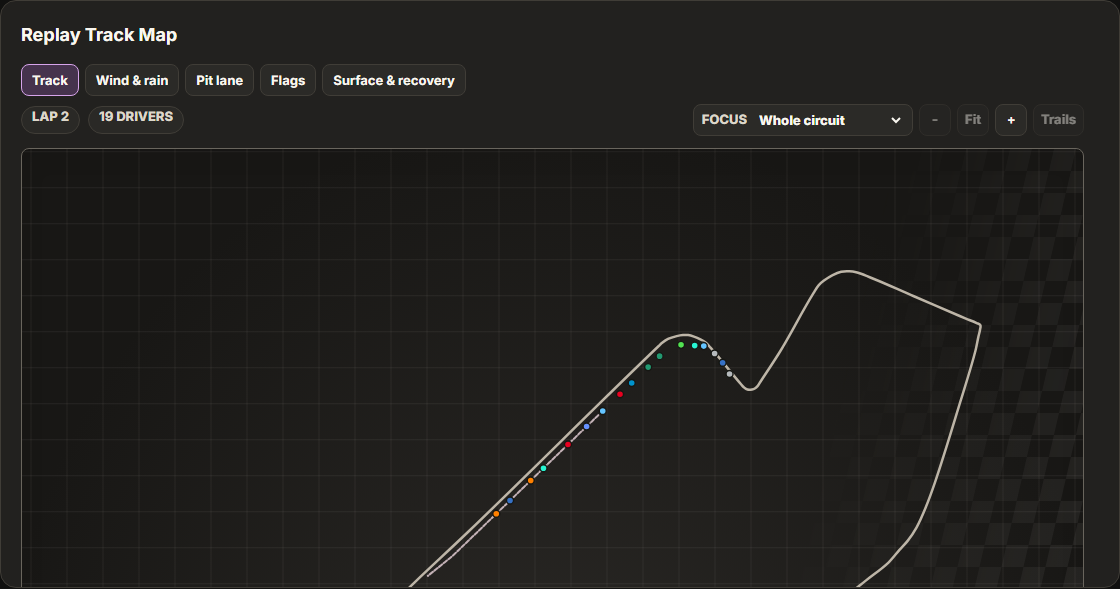 Replay Track Map
Track Wind & rain Pit lane Flags Surface & recovery
LAP 2 19 DRIVERS FOCUS Whole circuit - Fit + Trails